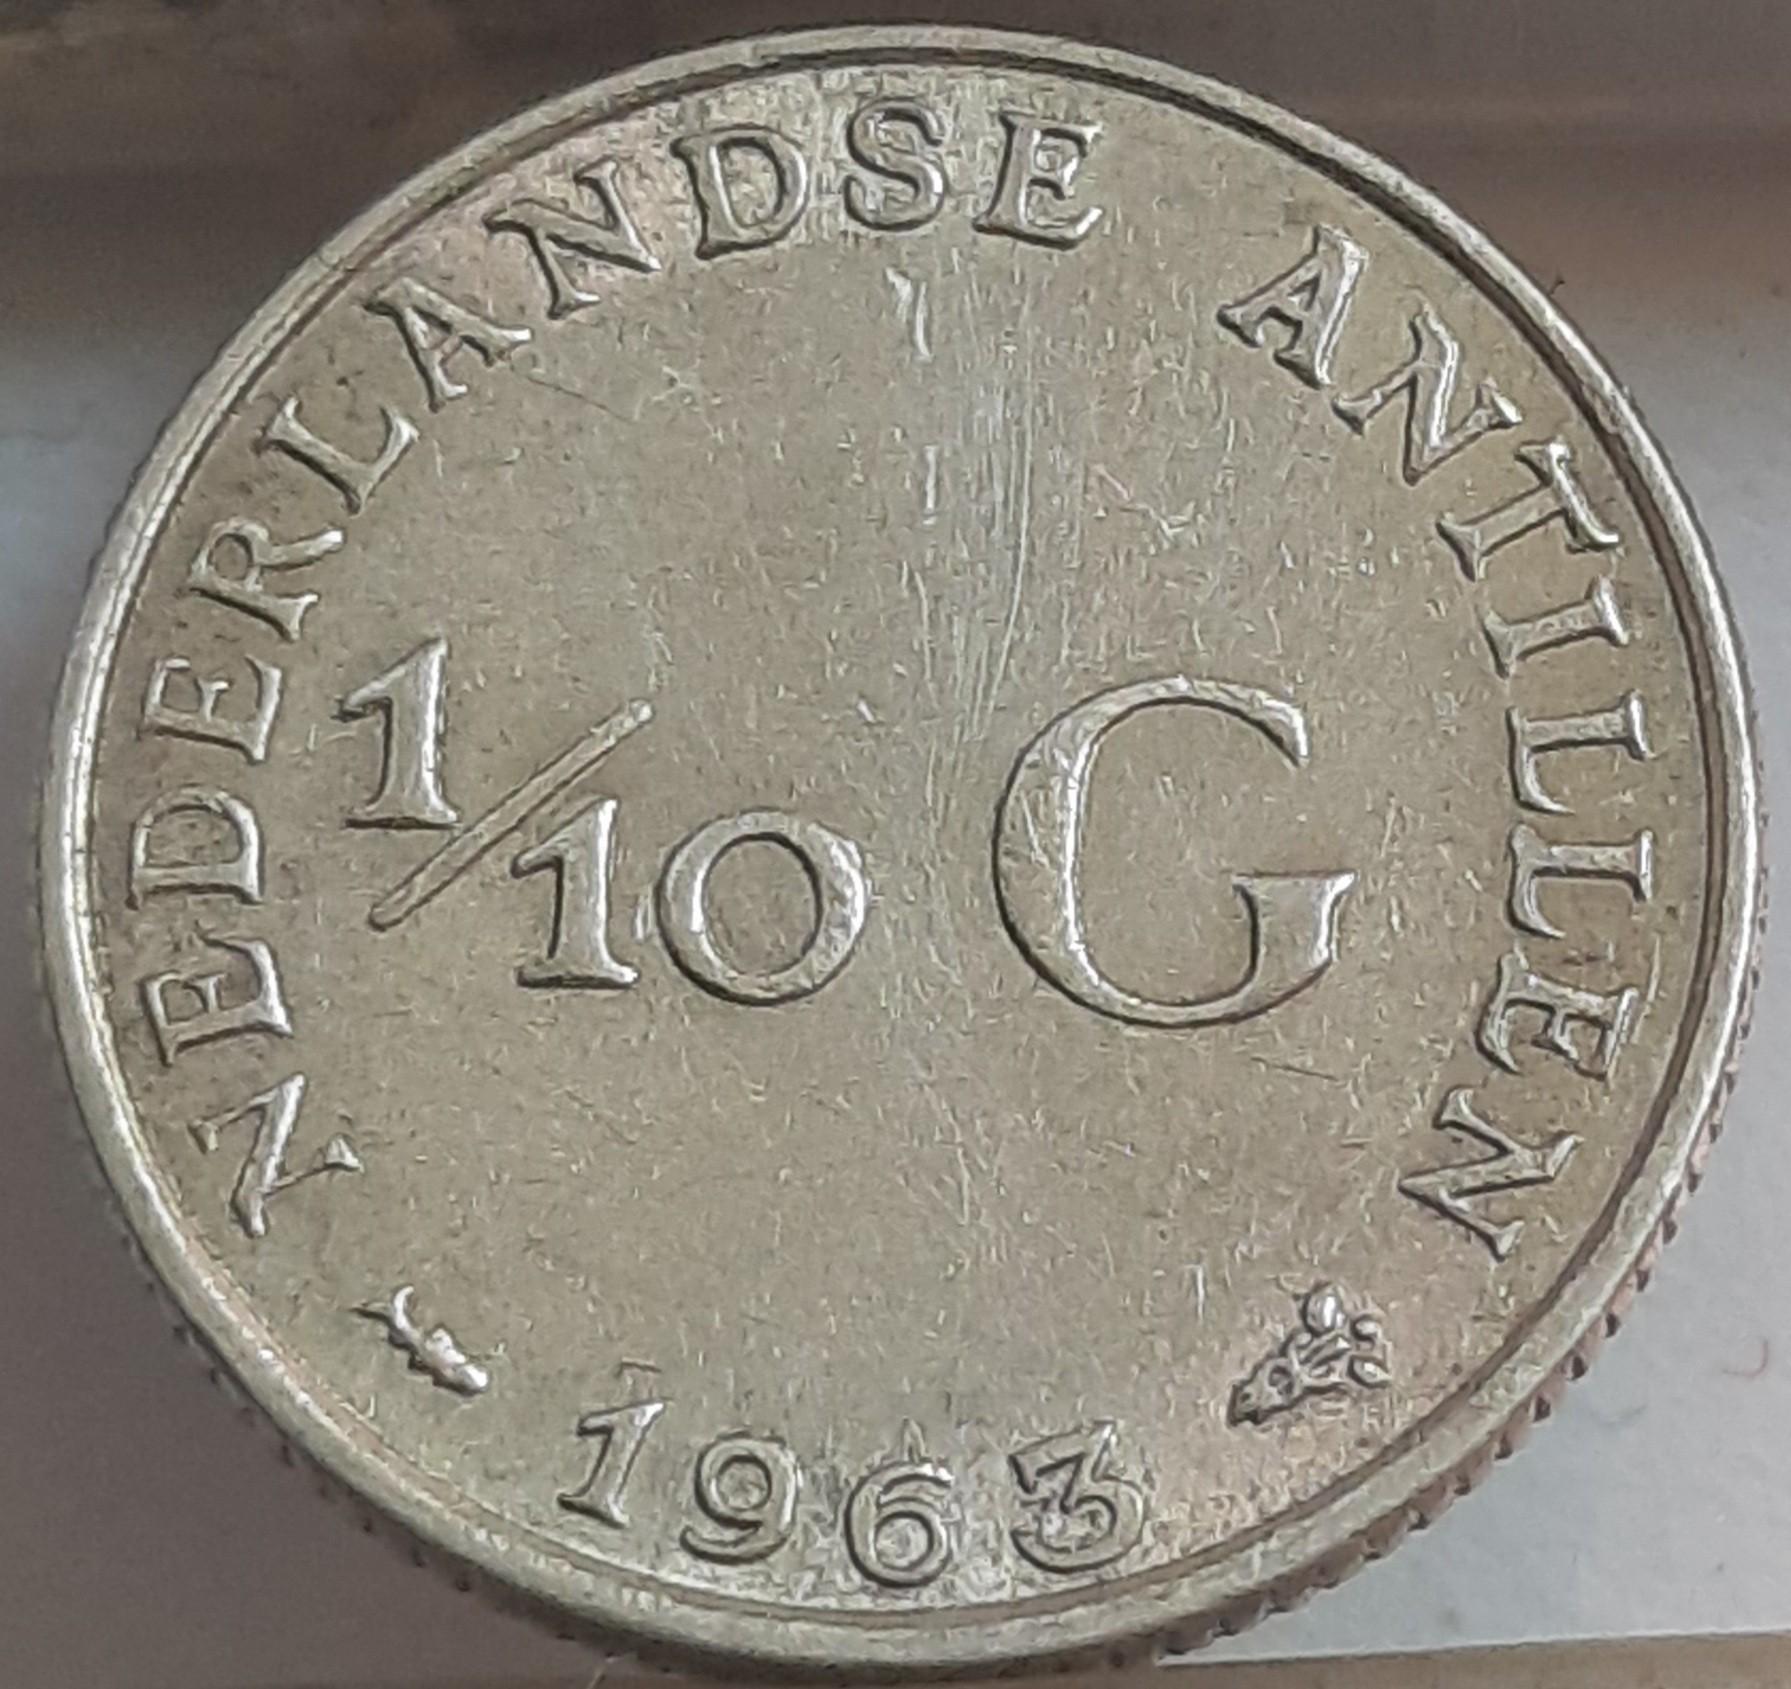 NEDERLANDSE ANTILLEN
1/10 G
1963